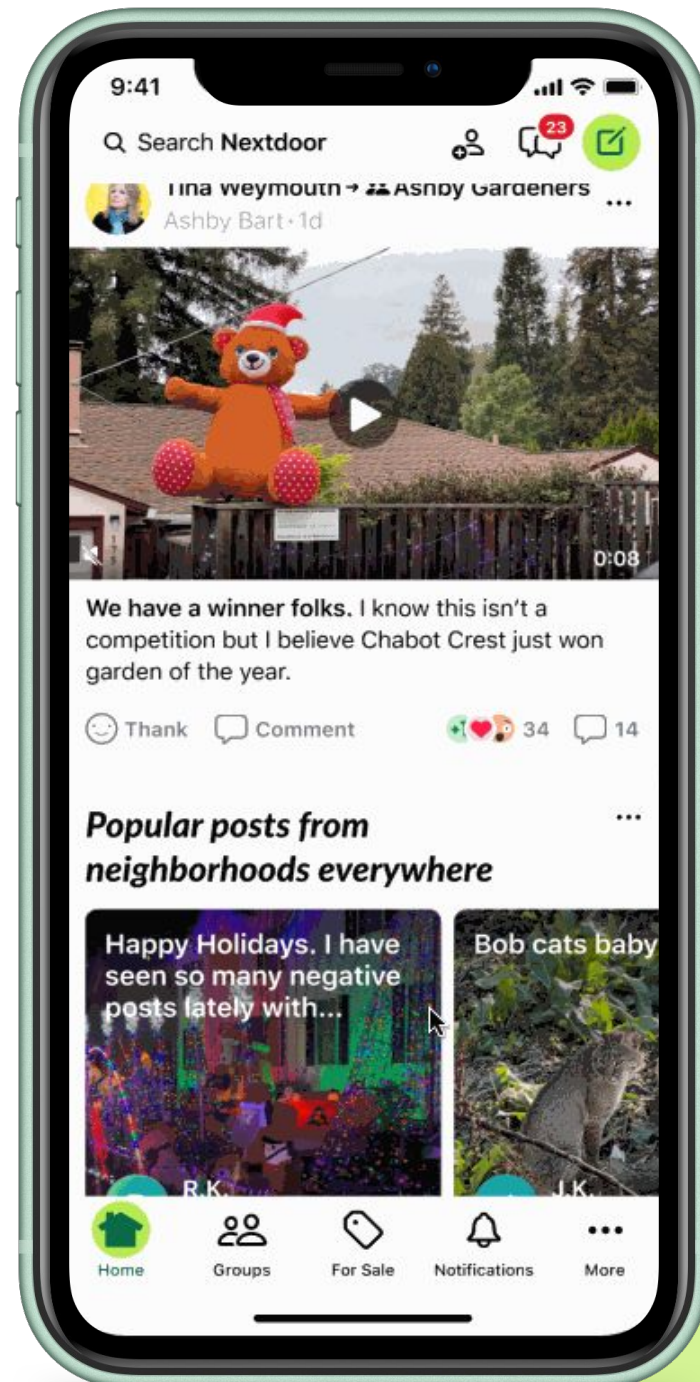 9:41
Search Nextdoor
23
Tina Weymouth → Ashby Gardeners
Ashby Bart · 1d
0:08
We have a winner folks. I know this isn’t a
competition but I believe Chabot Crest just won
garden of the year.
Thank
Comment
34
14
Popular posts from
neighborhoods everywhere
Happy Holidays. I have
seen so many negative
posts lately with...
Bob cats baby
R.K.
J.K.
Home
Groups
For Sale
Notifications
More